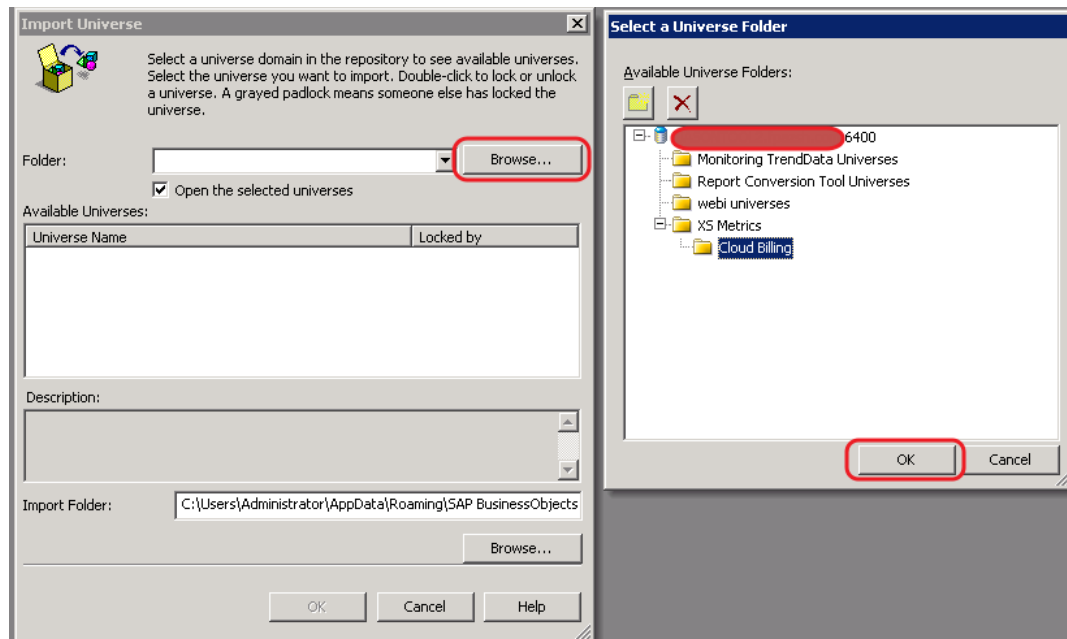 Import Universe
Select a universe domain in the repository to see available universes.
Select the universe you want to import. Double-click to lock or unlock
a universe. A grayed padlock means someone else has locked the
universe.
Folder:
Browse...
Open the selected universes
Available Universes:
Universe Name
Locked by
Description:
Import Folder:
C:\Users\Administrator\AppData\Roaming\SAP BusinessObjects
Browse...
OK
Cancel
Help
Select a Universe Folder
Available Universe Folders:
6400
Monitoring TrendData Universes
Report Conversion Tool Universes
webi universes
XS Metrics
Cloud Billing
OK
Cancel